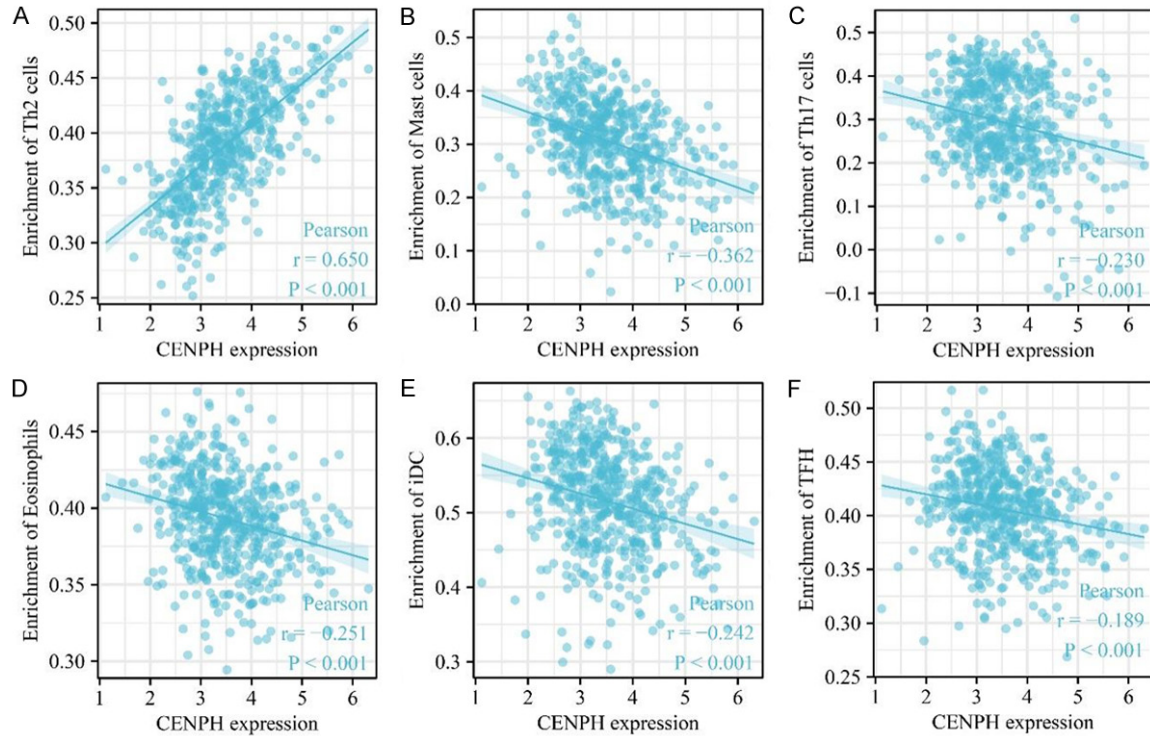 A
Enrichment of Th2 cells
0.50
0.45
0.40
0.35
0.30
0.25
Pearson
r = 0.650
P < 0.001
1 2 3 4 5 6
CENPH expression
B
Enrichment of Mast cells
0.5
0.4
0.3
0.2
0.1
0.0
Pearson
r = −0.362
P < 0.001
1 2 3 4 5 6
CENPH expression
C
Enrichment of Th17 cells
0.5
0.4
0.3
0.2
0.1
0.0
−0.1
Pearson
r = −0.230
P < 0.001
1 2 3 4 5 6
CENPH expression
D
Enrichment of Eosinophils
0.45
0.40
0.35
0.30
Pearson
r = −0.251
P < 0.001
1 2 3 4 5 6
CENPH expression
E
Enrichment of iDC
0.6
0.5
0.4
0.3
Pearson
r = −0.242
P < 0.001
1 2 3 4 5 6
CENPH expression
F
Enrichment of TFH
0.50
0.45
0.40
0.35
0.30
0.25
Pearson
r = −0.189
P < 0.001
1 2 3 4 5 6
CENPH expression